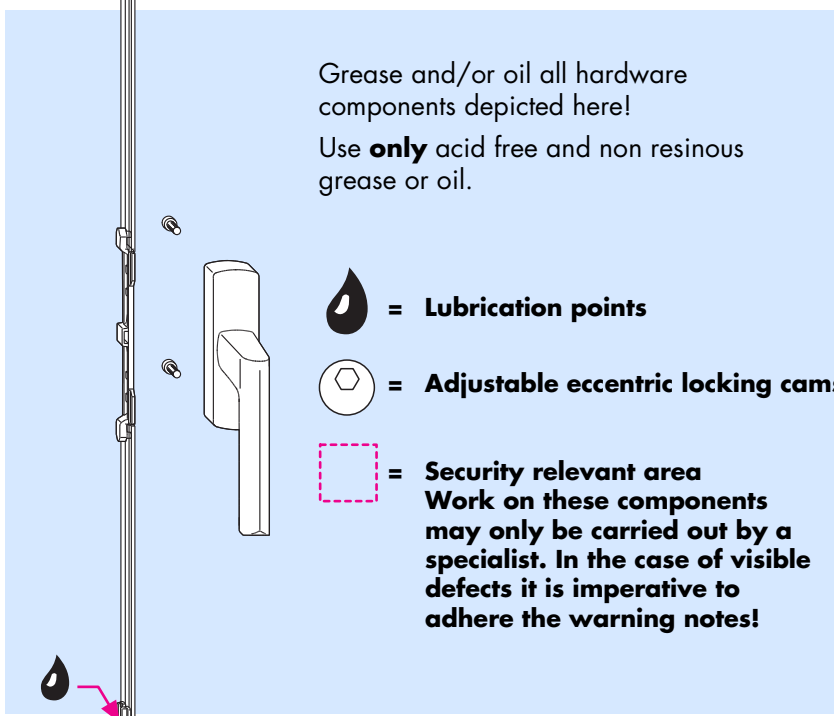 Grease and/or oil all hardware
components depicted here!
Use only acid free and non resinous
grease or oil.
= Lubrication points
= Adjustable eccentric locking cams
= Security relevant area
Work on these components
may only be carried out by a
specialist. In the case of visible
defects it is imperative to
adhere the warning notes!